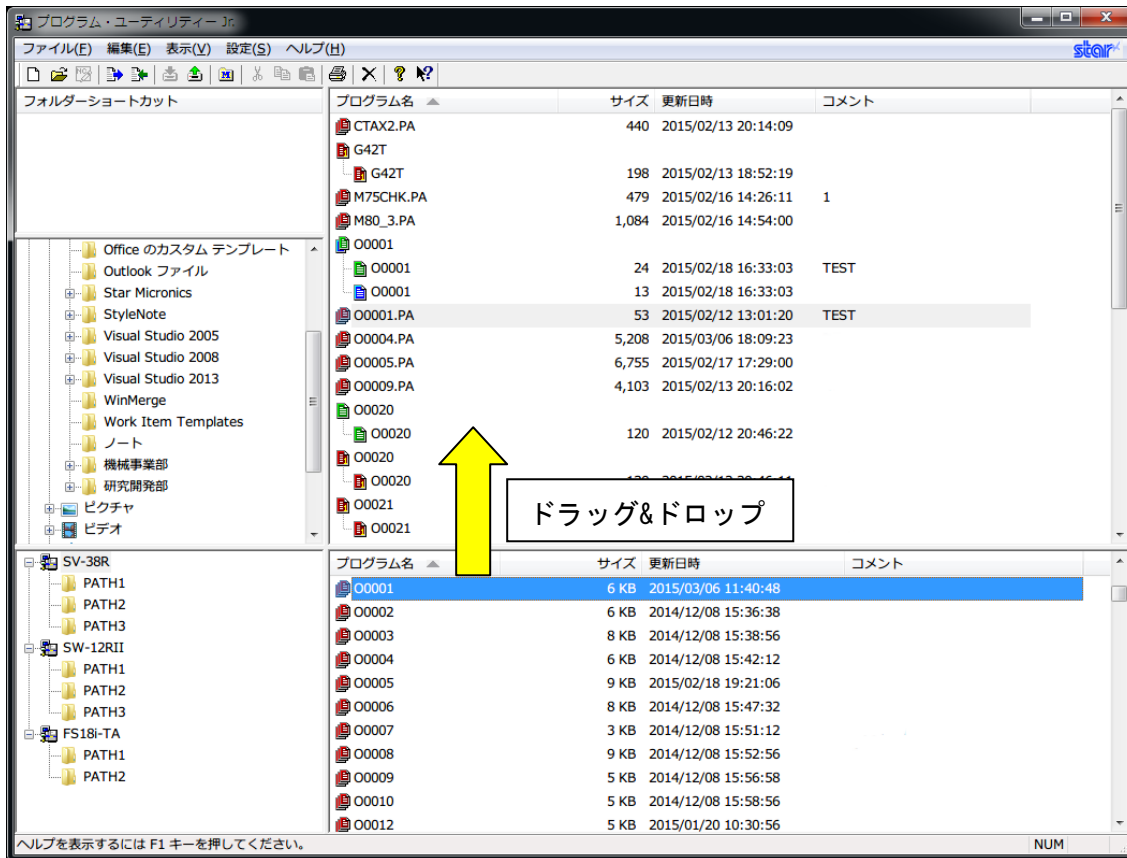 プログラム・ユーティリティー Jr.
ファイル(F) 編集(E) 表示(V) 設定(S) ヘルプ(H)
star
フォルダーショートカット
プログラム名 サイズ 更新日時 コメント
CTAX2.PA 440 2015/02/13 20:14:09
G42T
G42T 198 2015/02/13 18:52:19
M75CHK.PA 479 2015/02/16 14:26:11 1
M80_3.PA 1,084 2015/02/16 14:54:00
O0001
O0001 24 2015/02/18 16:33:03 TEST
O0001 13 2015/02/18 16:33:03
O0001.PA 53 2015/02/12 13:01:20 TEST
O0004.PA 5,208 2015/03/06 18:09:23
O0005.PA 6,755 2015/02/17 17:29:00
O0009.PA 4,103 2015/02/13 20:16:02
O0020
O0020 120 2015/02/12 20:46:22
O0020
O0020
O0021
O0021
Office のカスタム テンプレート
Outlook ファイル
Star Micronics
StyleNote
Visual Studio 2005
Visual Studio 2008
Visual Studio 2013
WinMerge
Work Item Templates
ノート
機械事業部
研究開発部
ピクチャ
ビデオ
ドラッグ&ドロップ
SV-38R
PATH1
PATH2
PATH3
SW-12RII
PATH1
PATH2
PATH3
FS18i-TA
PATH1
PATH2
プログラム名 サイズ 更新日時 コメント
O0001 6 KB 2015/03/06 11:40:48
O0002 6 KB 2014/12/08 15:36:38
O0003 8 KB 2014/12/08 15:38:56
O0004 6 KB 2014/12/08 15:42:12
O0005 9 KB 2015/02/18 19:21:06
O0006 8 KB 2014/12/08 15:47:32
O0007 3 KB 2014/12/08 15:51:12
O0008 9 KB 2014/12/08 15:52:56
O0009 5 KB 2014/12/08 15:56:58
O0010 5 KB 2014/12/08 15:58:56
O0012 5 KB 2015/01/20 10:30:56
ヘルプを表示するには F1 キーを押してください。
NUM